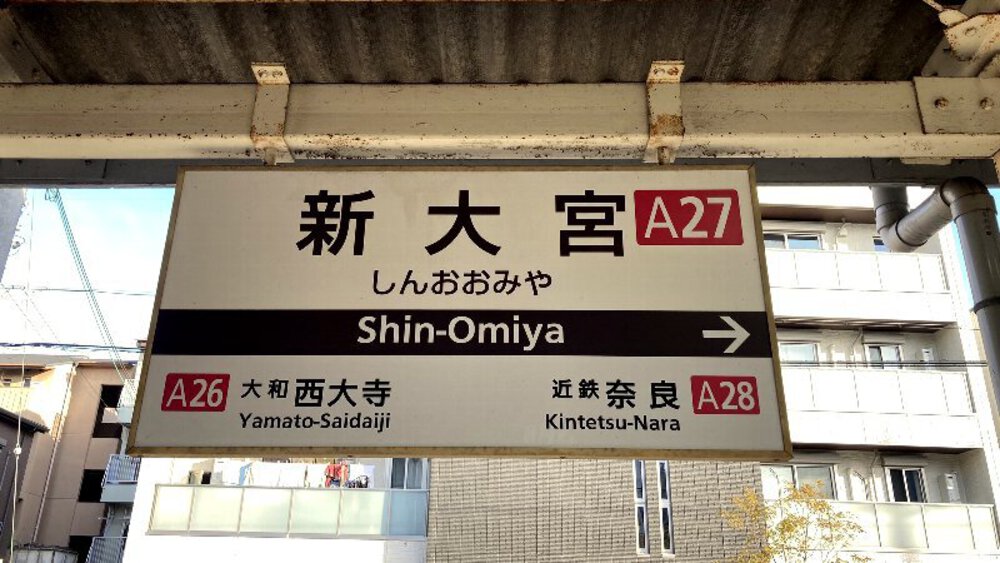 新大宮 A27
しんおおみや
Shin-Omiya →
A26 大和西大寺 近鉄奈良 A28
Yamato-Saidaiji Kintetsu-Nara